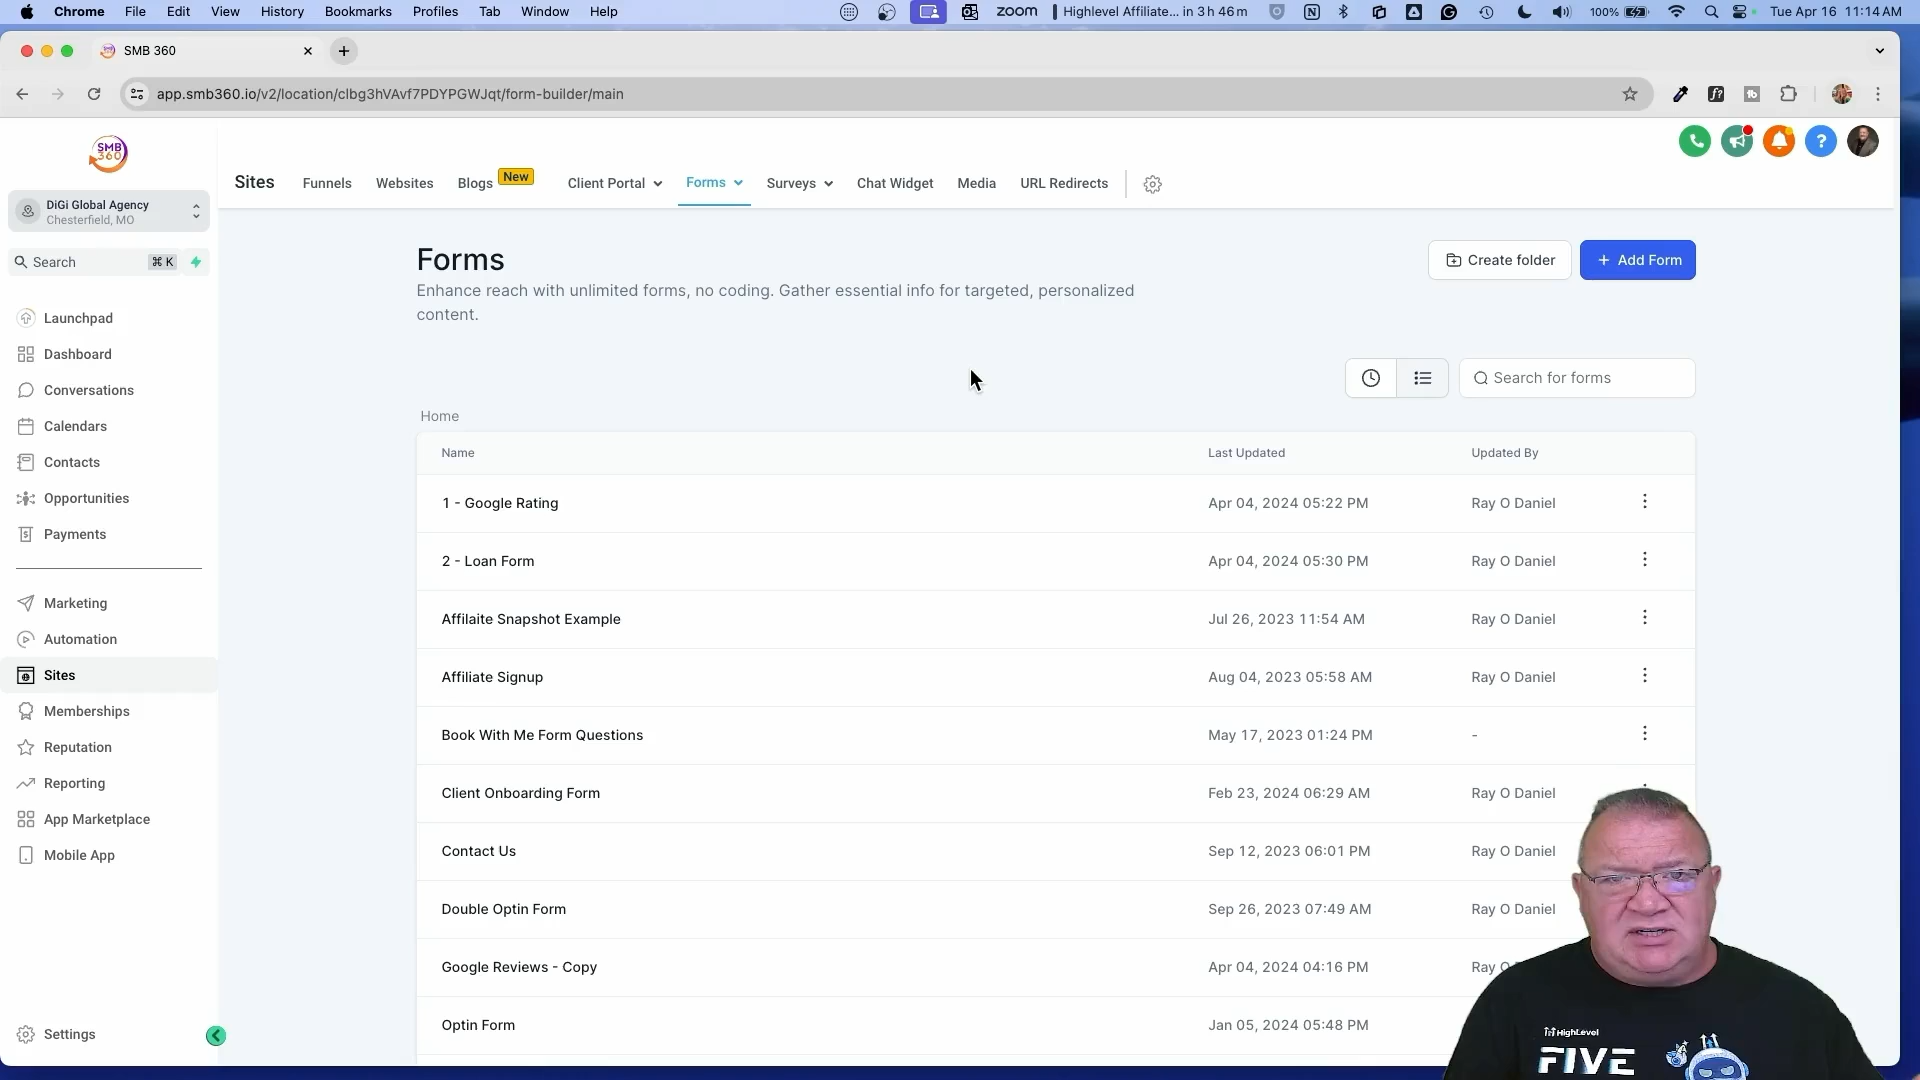 Chrome File Edit View History Bookmarks Profiles Tab Window Help zoom Highlevel Affiliate... in 3 h 46 m 100% Tue Apr 16 11:14 AM
SMB 360
app.smb360.io/v2/location/clbg3hVAvf7PDYPGWJqt/form-builder/main
SMB
360
Sites Funnels Websites Blogs New Client Portal Forms Surveys Chat Widget Media URL Redirects
DiGi Global Agency
Chesterfield, MO
Search ⌘ K
Launchpad
Dashboard
Conversations
Calendars
Contacts
Opportunities
Payments
Marketing
Automation
Sites
Memberships
Reputation
Reporting
App Marketplace
Mobile App
Settings
Forms
Enhance reach with unlimited forms, no coding. Gather essential info for targeted, personalized
content.
Create folder
+ Add Form
Search for forms
Home
Name Last Updated Updated By
1 - Google Rating Apr 04, 2024 05:22 PM Ray O Daniel
2 - Loan Form Apr 04, 2024 05:30 PM Ray O Daniel
Affilaite Snapshot Example Jul 26, 2023 11:54 AM Ray O Daniel
Affiliate Signup Aug 04, 2023 05:58 AM Ray O Daniel
Book With Me Form Questions May 17, 2023 01:24 PM -
Client Onboarding Form Feb 23, 2024 06:29 AM Ray O Daniel
Contact Us Sep 12, 2023 06:01 PM Ray O Daniel
Double Optin Form Sep 26, 2023 07:49 AM Ray O Daniel
Google Reviews - Copy Apr 04, 2024 04:16 PM Ray O
Optin Form Jan 05, 2024 05:48 PM
HighLevel
FIVE